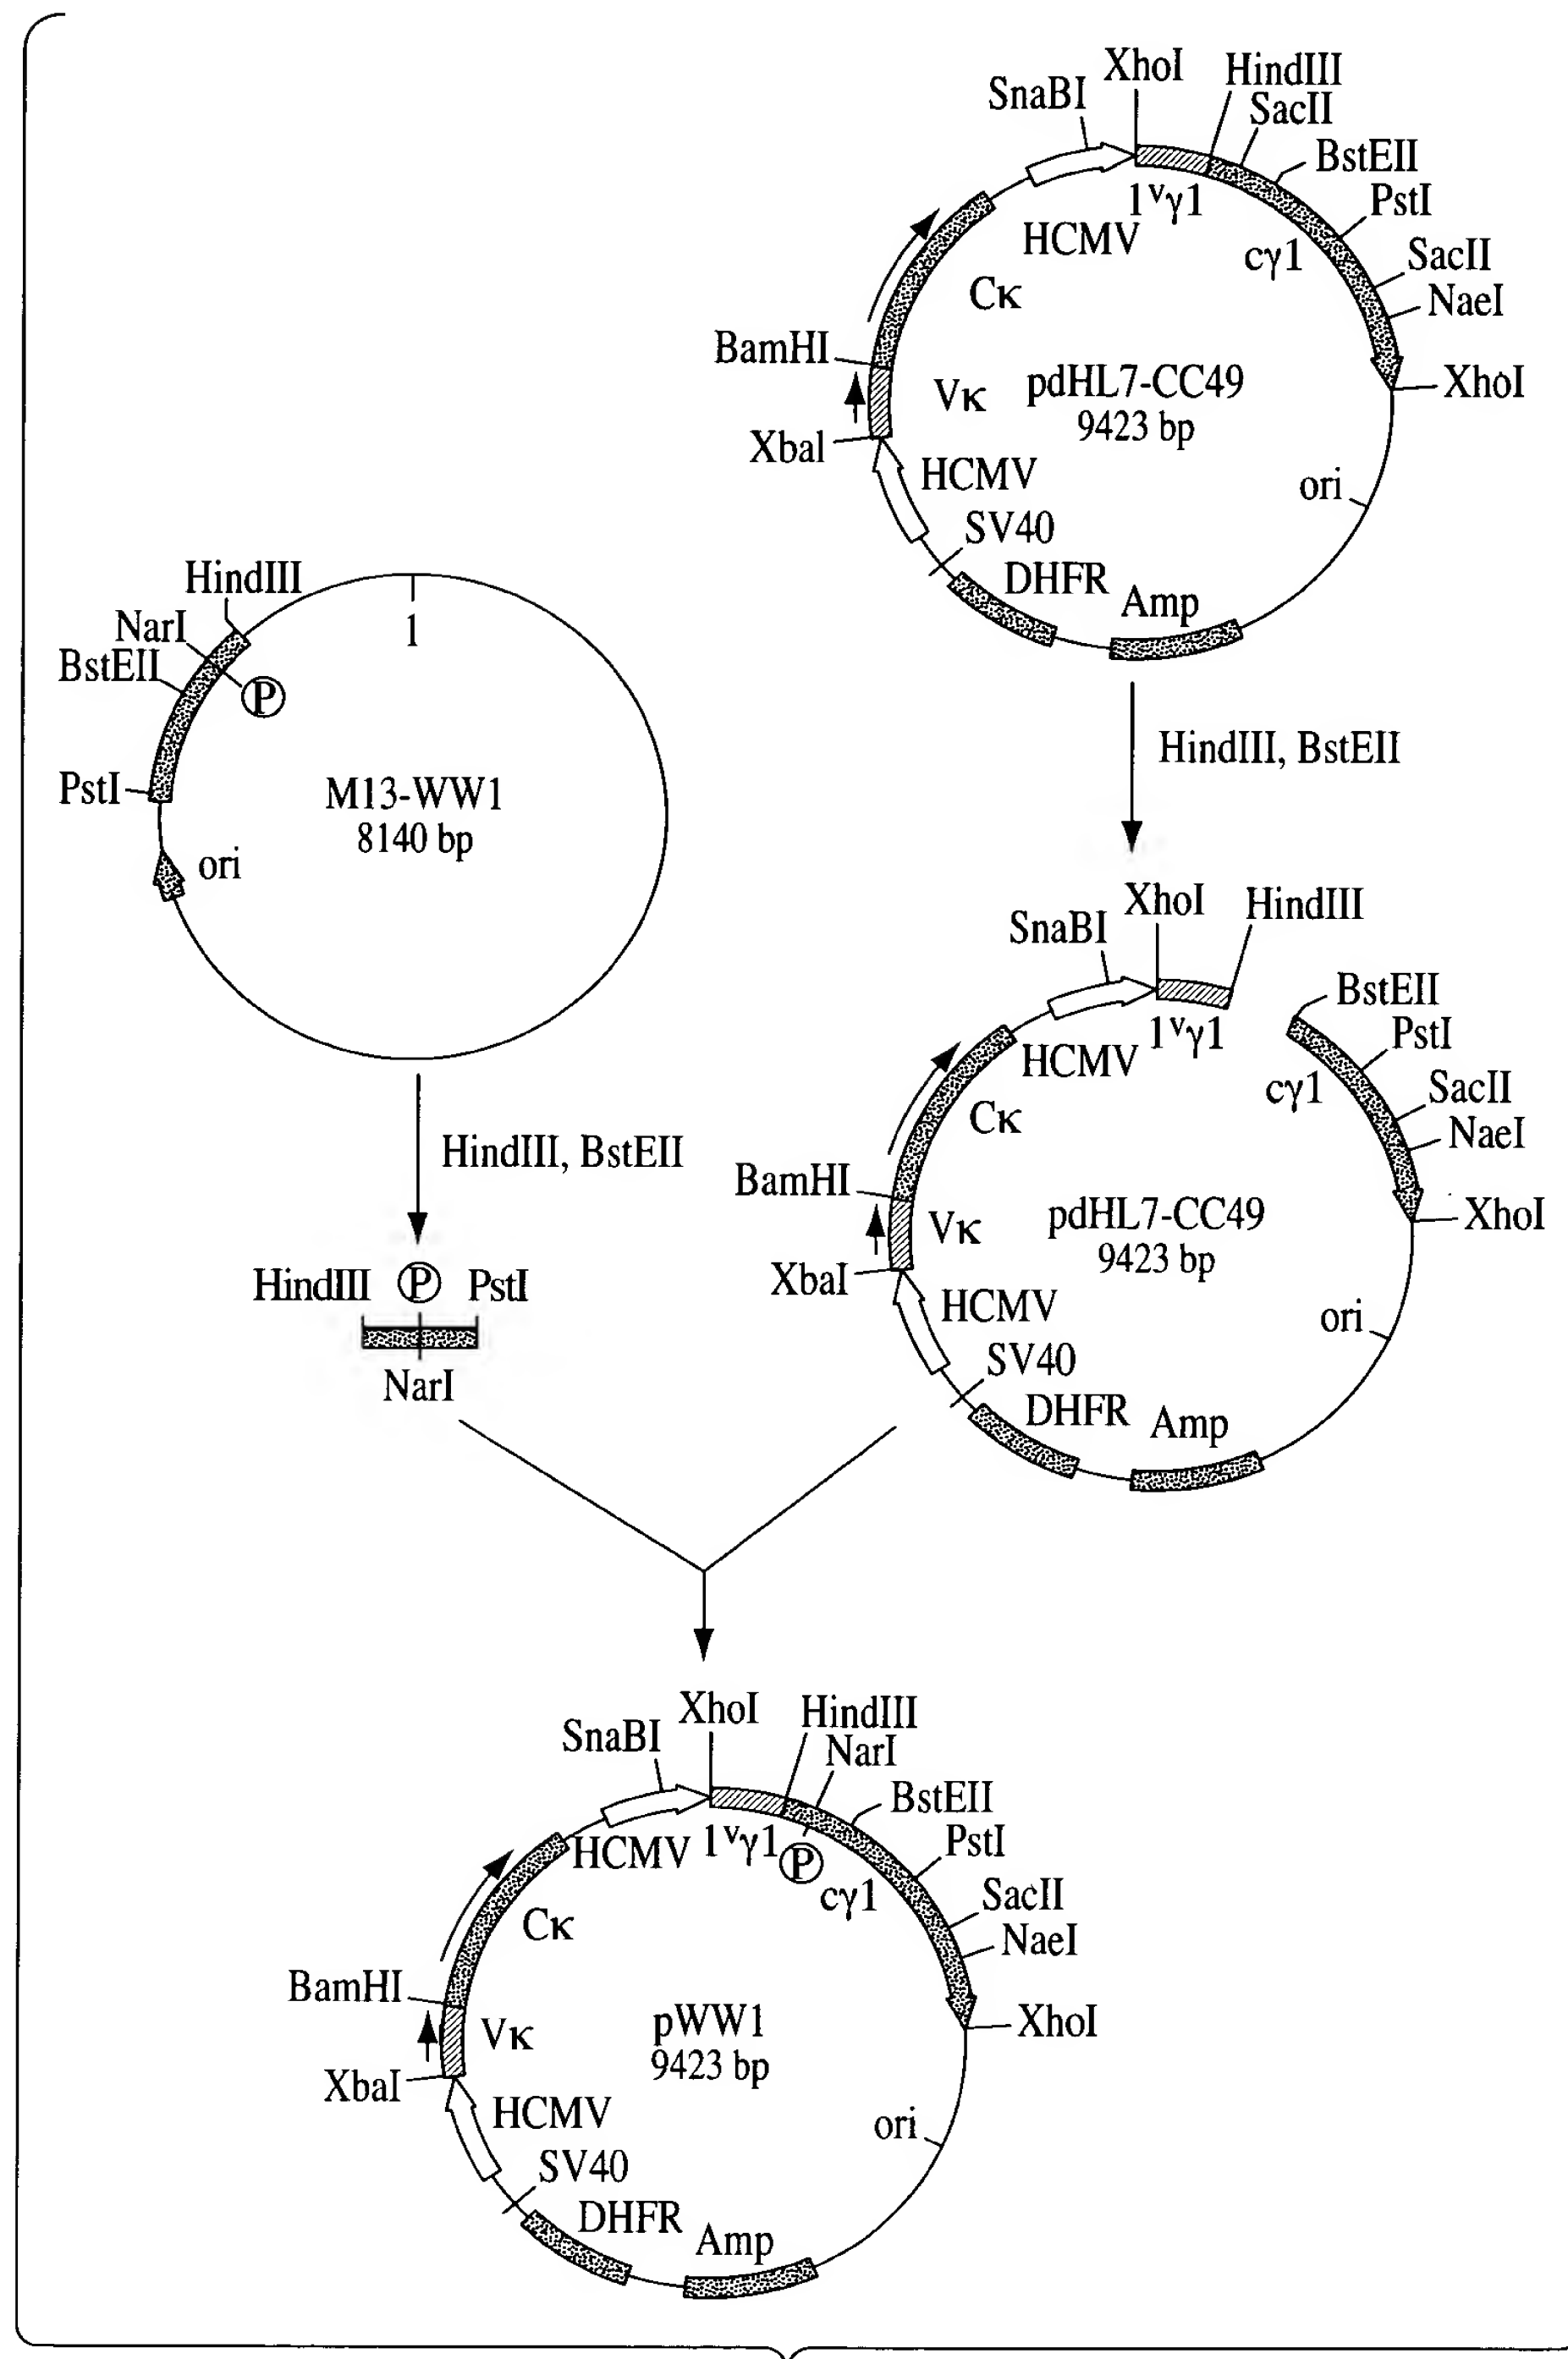 XhoI
HindIII
SnaBI
SacII
BstEII
PstI
1vγ1
HCMV
cγ1
SacII
Cκ
NaeI
BamHI
Vκ
pdHL7-CC49
9423 bp
XhoI
XbaI
HCMV
ori
SV40
DHFR
Amp
HindIII
NarI
1
BstEII
P
PstI
M13-WW1
8140 bp
ori
HindIII, BstEII
HindIII, BstEII
XhoI
HindIII
SnaBI
BstEII
PstI
1vγ1
HCMV
cγ1
SacII
Cκ
NaeI
BamHI
Vκ
pdHL7-CC49
9423 bp
XhoI
XbaI
HCMV
ori
SV40
DHFR
Amp
HindIII P PstI
NarI
XhoI
HindIII
SnaBI
NarI
BstEII
PstI
HCMV
1vγ1
P
cγ1
SacII
Cκ
NaeI
BamHI
Vκ
pWW1
9423 bp
XhoI
XbaI
HCMV
ori
SV40
DHFR
Amp